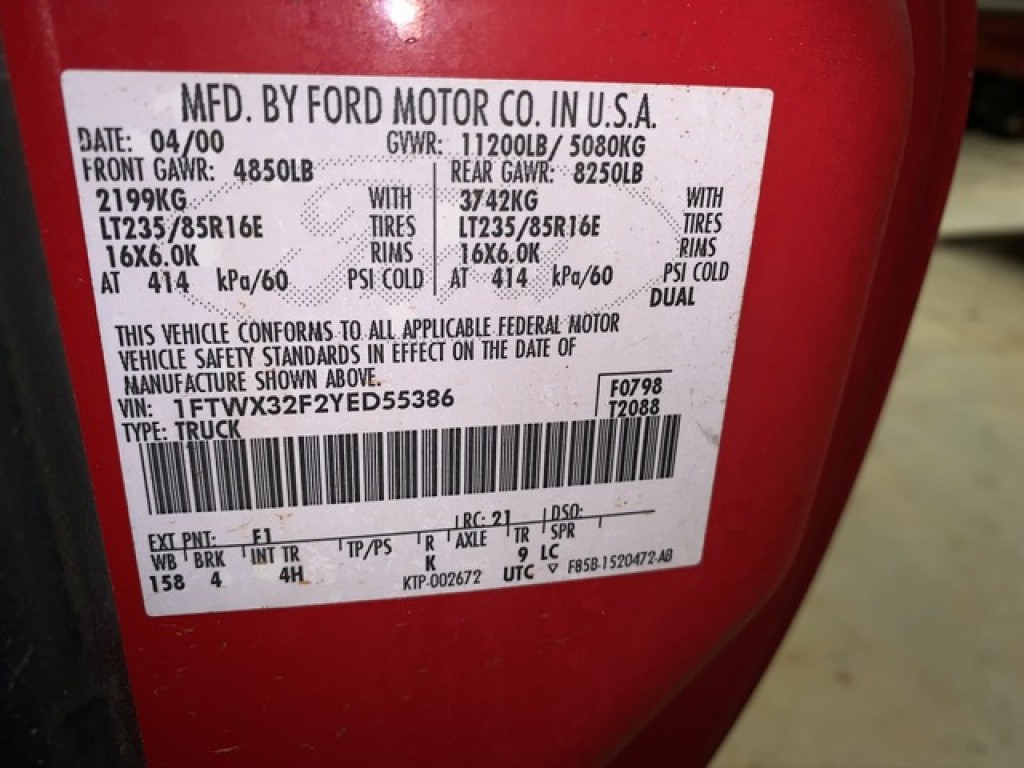 MFD. BY FORD MOTOR CO. IN U.S.A.
DATE: 04/00 GVWR: 11200LB/ 5080KG
FRONT GAWR: 4850LB REAR GAWR: 8250LB
2199KG WITH 3742KG WITH
LT235/85R16E TIRES LT235/85R16E TIRES
16X6.0K RIMS 16X6.0K RIMS
AT 414 kPa/60 PSI COLD AT 414 kPa/60 PSI COLD
DUAL
THIS VEHICLE CONFORMS TO ALL APPLICABLE FEDERAL MOTOR
VEHICLE SAFETY STANDARDS IN EFFECT ON THE DATE OF
MANUFACTURE SHOWN ABOVE.
VIN: 1FTWX32F2YED55386 F0798
TYPE: TRUCK T2088
EXT PNT: E1 RC: 21 DSO:
WB BRK INT TR TP/PS R AXLE TR SPR
158 4 4H K 9 LC
KTP-002672 UTC ▽ F85B-1520472-AB